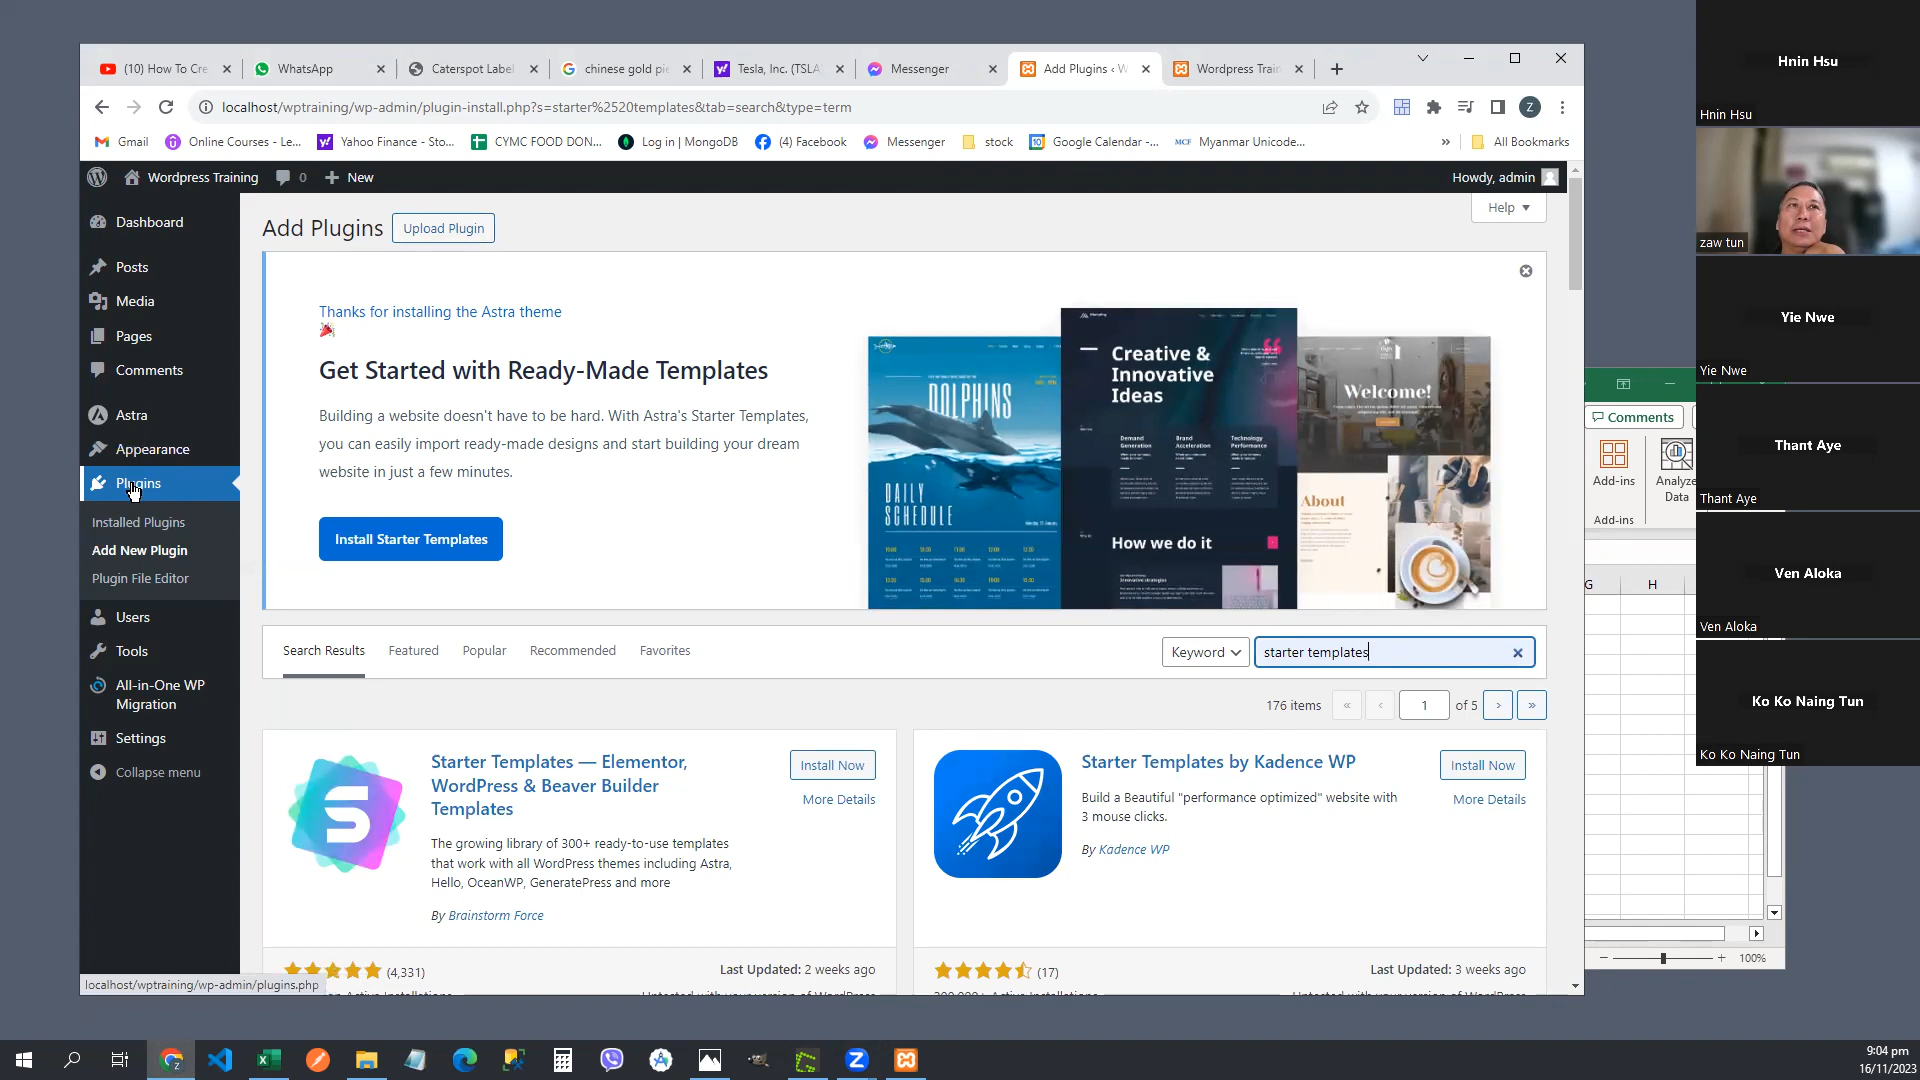 (10) How To Cre
WhatsApp
Caterspot Label
chinese gold pie
Tesla, Inc. (TSLA
Messenger
Add Plugins ‹ W
Wordpress Train
localhost/wptraining/wp-admin/plugin-install.php?s=starter%2520templates&tab=search&type=term
Z
Gmail
Online Courses - Le...
Yahoo Finance - Sto...
CYMC FOOD DON...
Log in | MongoDB
(4) Facebook
Messenger
stock
Google Calendar -...
MCF Myanmar Unicode...
»
All Bookmarks
Wordpress Training
0
New
Howdy, admin
Dashboard
Posts
Media
Pages
Comments
Astra
Appearance
Plugins
Installed Plugins
Add New Plugin
Plugin File Editor
Users
Tools
All-in-One WP
Migration
Settings
Collapse menu
localhost/wptraining/wp-admin/plugins.php
Help
Add Plugins
Upload Plugin
Thanks for installing the Astra theme
Get Started with Ready-Made Templates
Building a website doesn't have to be hard. With Astra's Starter Templates,
you can easily import ready-made designs and start building your dream
website in just a few minutes.
Install Starter Templates
DOLPHINS
DAILY
SCHEDULE
Creative &
Innovative
Ideas
Demand
Generation
Brand
Acceleration
Technology
Performance
How we do it
Welcome!
About
Search Results
Featured
Popular
Recommended
Favorites
Keyword
starter templates
176 items
«
‹
1
of 5
›
»
Starter Templates — Elementor,
WordPress & Beaver Builder
Templates
Install Now
More Details
The growing library of 300+ ready-to-use templates
that work with all WordPress themes including Astra,
Hello, OceanWP, GeneratePress and more
By Brainstorm Force
(4,331)
Last Updated: 2 weeks ago
Starter Templates by Kadence WP
Install Now
More Details
Build a Beautiful "performance optimized" website with
3 mouse clicks.
By Kadence WP
(17)
Last Updated: 3 weeks ago
Comments
Add-ins
Analyze
Data
Add-ins
G
H
100%
Hnin Hsu
Hnin Hsu
zaw tun
Yie Nwe
Yie Nwe
Thant Aye
Thant Aye
Ven Aloka
Ven Aloka
Ko Ko Naing Tun
Ko Ko Naing Tun
9:04 pm
16/11/2023